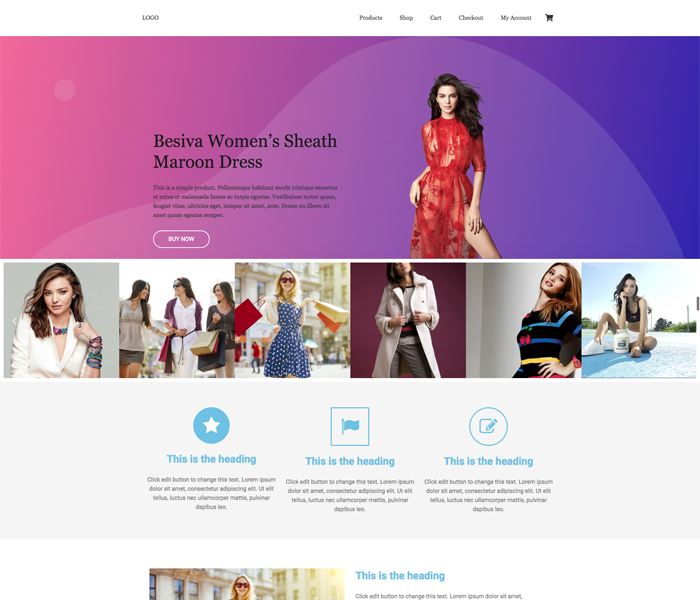 LOGO Products Shop Cart Checkout My Account
Besiva Women's Sheath
Maroon Dress
This is a simple product. Pellentesque habitant morbi tristique senectus
et netus et malesuada fames ac turpis egestas. Vestibulum tortor quam,
feugiat vitae, ultricies eget, tempor sit amet, ante. Donec eu libero sit
amet quam egestas semper.
BUY NOW
This is the heading
Click edit button to change this text. Lorem ipsum
dolor sit amet, consectetur adipiscing elit. Ut elit
tellus, luctus nec ullamcorper mattis, pulvinar
dapibus leo.
This is the heading
Click edit button to change this text. Lorem ipsum
dolor sit amet, consectetur adipiscing elit. Ut elit
tellus, luctus nec ullamcorper mattis, pulvinar
dapibus leo.
This is the heading
Click edit button to change this text. Lorem ipsum
dolor sit amet, consectetur adipiscing elit. Ut elit
tellus, luctus nec ullamcorper mattis, pulvinar
dapibus leo.
This is the heading
Click edit button to change this text. Lorem ipsum dolor sit amet,